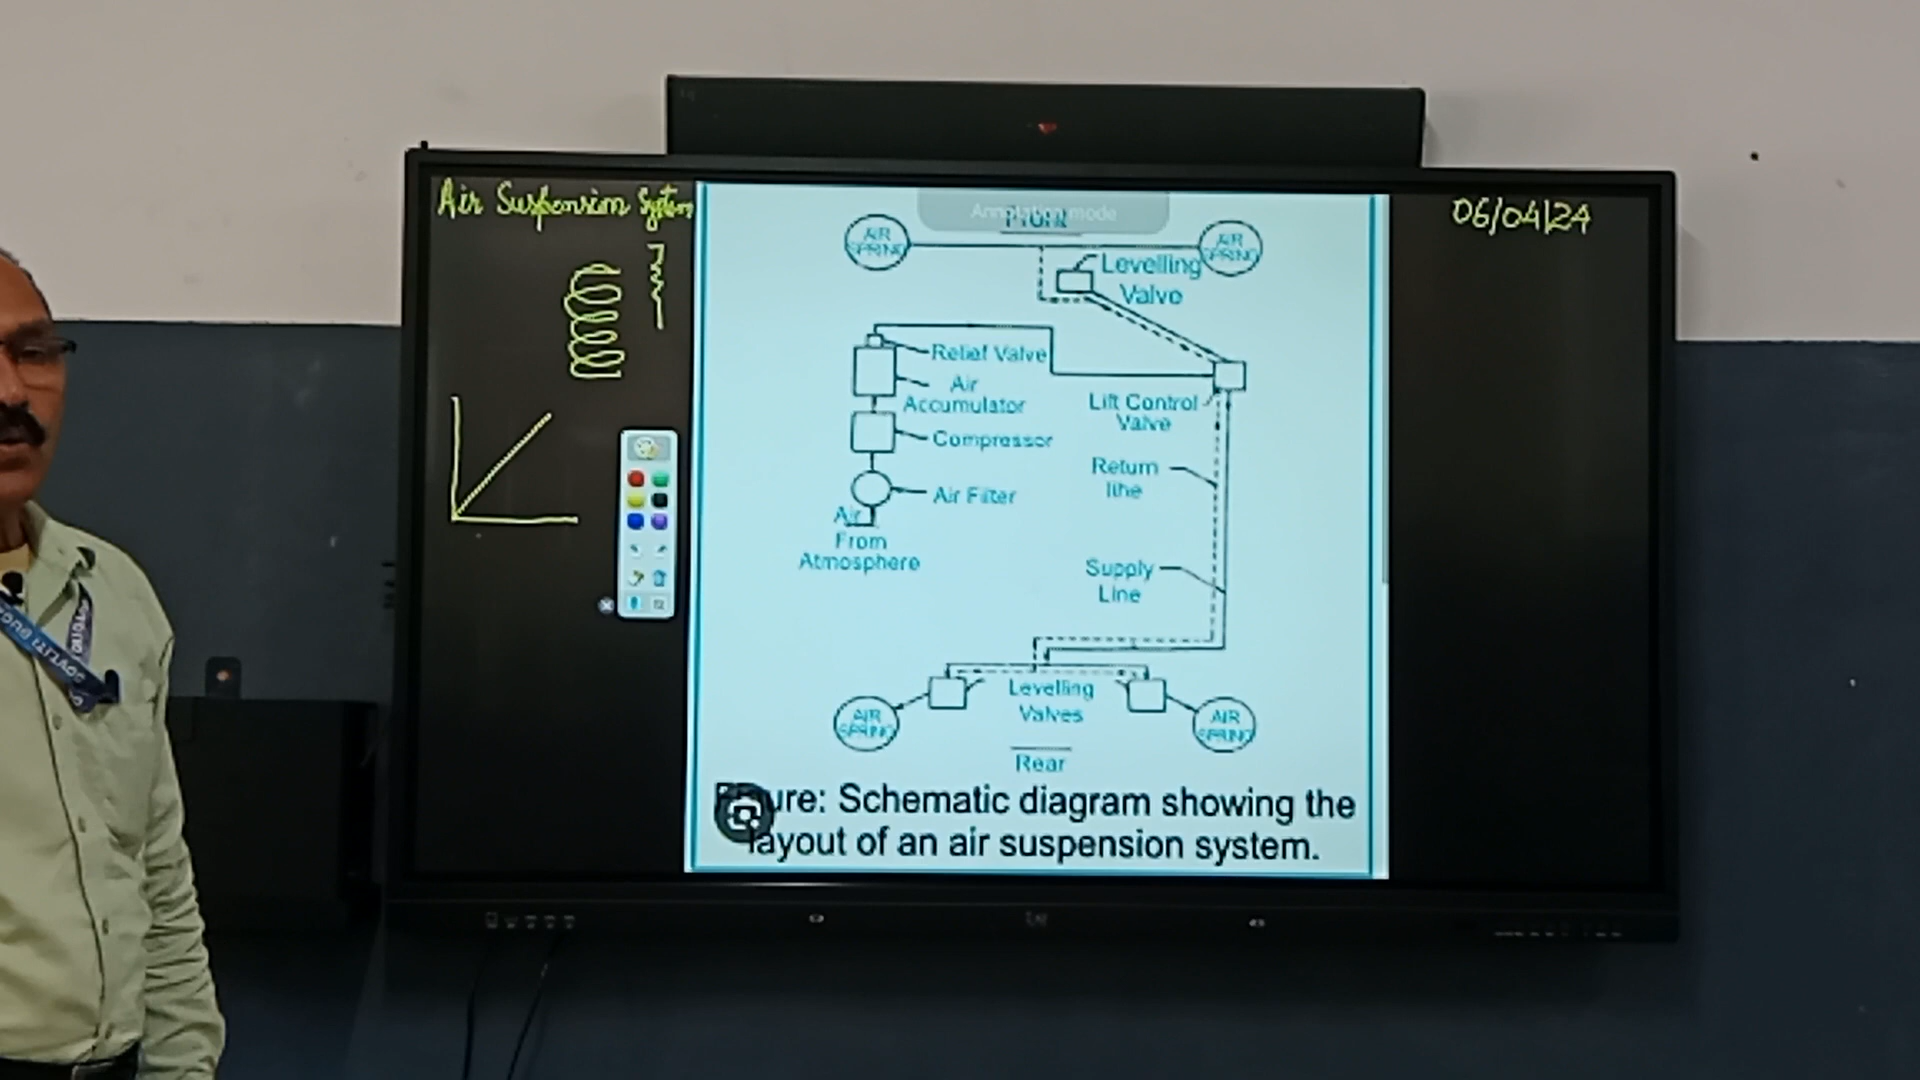 Air Suspension System
06/04/24
Annotation mode
Front
AIR SPRING
AIR SPRING
Levelling
Valve
Relief Valve
Air
Accumulator
Lift Control
Valve
Compressor
Return
line
Air Filter
Air
From
Atmosphere
Supply
Line
Levelling
Valves
AIR SPRING
AIR SPRING
Rear
Figure: Schematic diagram showing the
layout of an air suspension system.